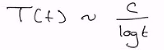 T(t) ~ c / log t